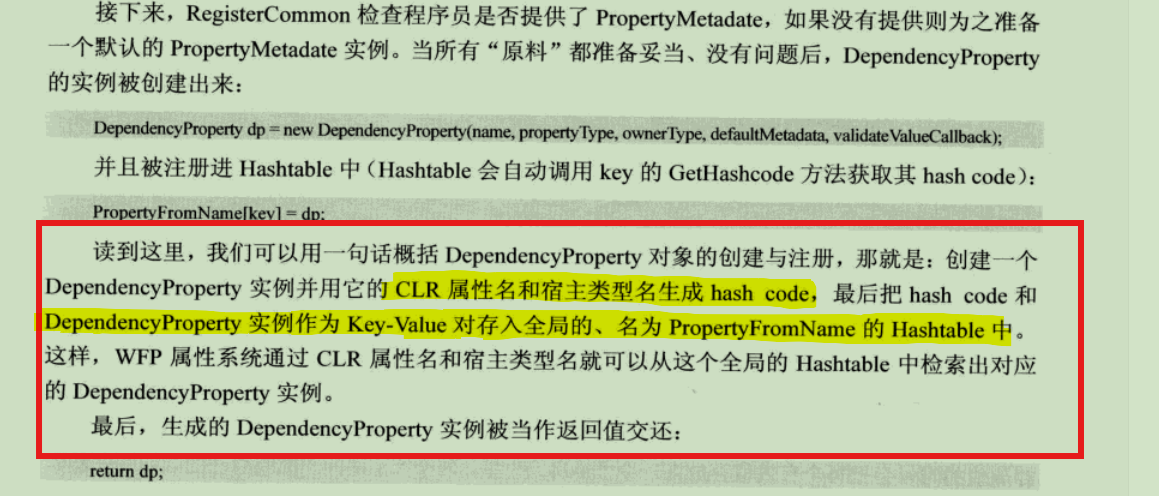 接下来，RegisterCommon 检查程序员是否提供了 PropertyMetadate，如果没有提供则为之准备
一个默认的 PropertyMetadate 实例。当所有“原料”都准备妥当、没有问题后，DependencyProperty
的实例被创建出来：
DependencyProperty dp = new DependencyProperty(name, propertyType, ownerType, defaultMetadata, validateValueCallback);
并且被注册进 Hashtable 中（Hashtable 会自动调用 key 的 GetHashcode 方法获取其 hash code）：
PropertyFromName[key] = dp;
读到这里，我们可以用一句话概括 DependencyProperty 对象的创建与注册，那就是：创建一个
DependencyProperty 实例并用它的 CLR 属性名和宿主类型名生成 hash code，最后把 hash code 和
DependencyProperty 实例作为 Key-Value 对存入全局的、名为 PropertyFromName 的 Hashtable 中。
这样，WFP 属性系统通过 CLR 属性名和宿主类型名就可以从这个全局的 Hashtable 中检索出对应
的 DependencyProperty 实例。
最后，生成的 DependencyProperty 实例被当作返回值交还：
return dp;